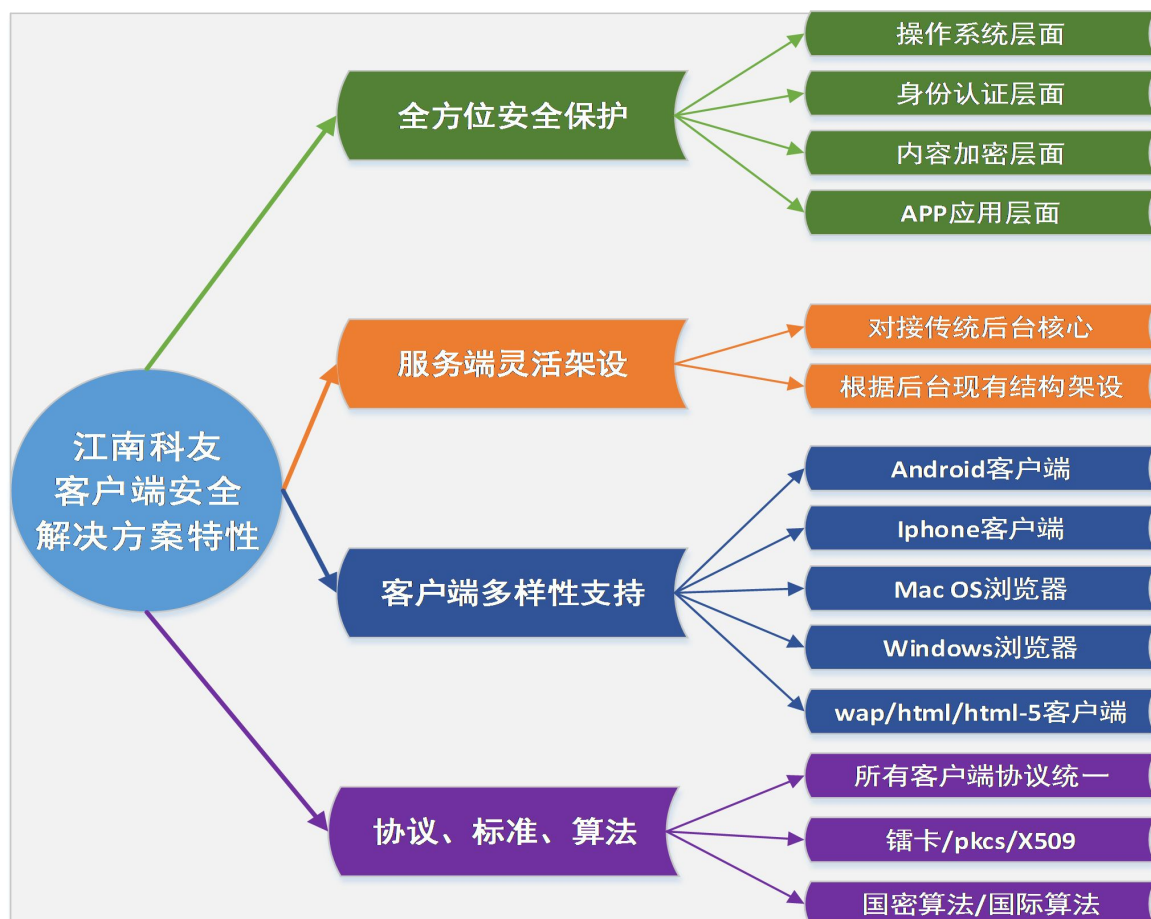 江南科友
客户端安全
解决方案特性
全方位安全保护
操作系统层面
身份认证层面
内容加密层面
APP应用层面
服务端灵活架设
对接传统后台核心
根据后台现有结构架设
客户端多样性支持
Android客户端
Iphone客户端
Mac OS浏览器
Windows浏览器
wap/html/html-5客户端
协议、标准、算法
所有客户端协议统一
镭卡/pkcs/X509
国密算法/国际算法